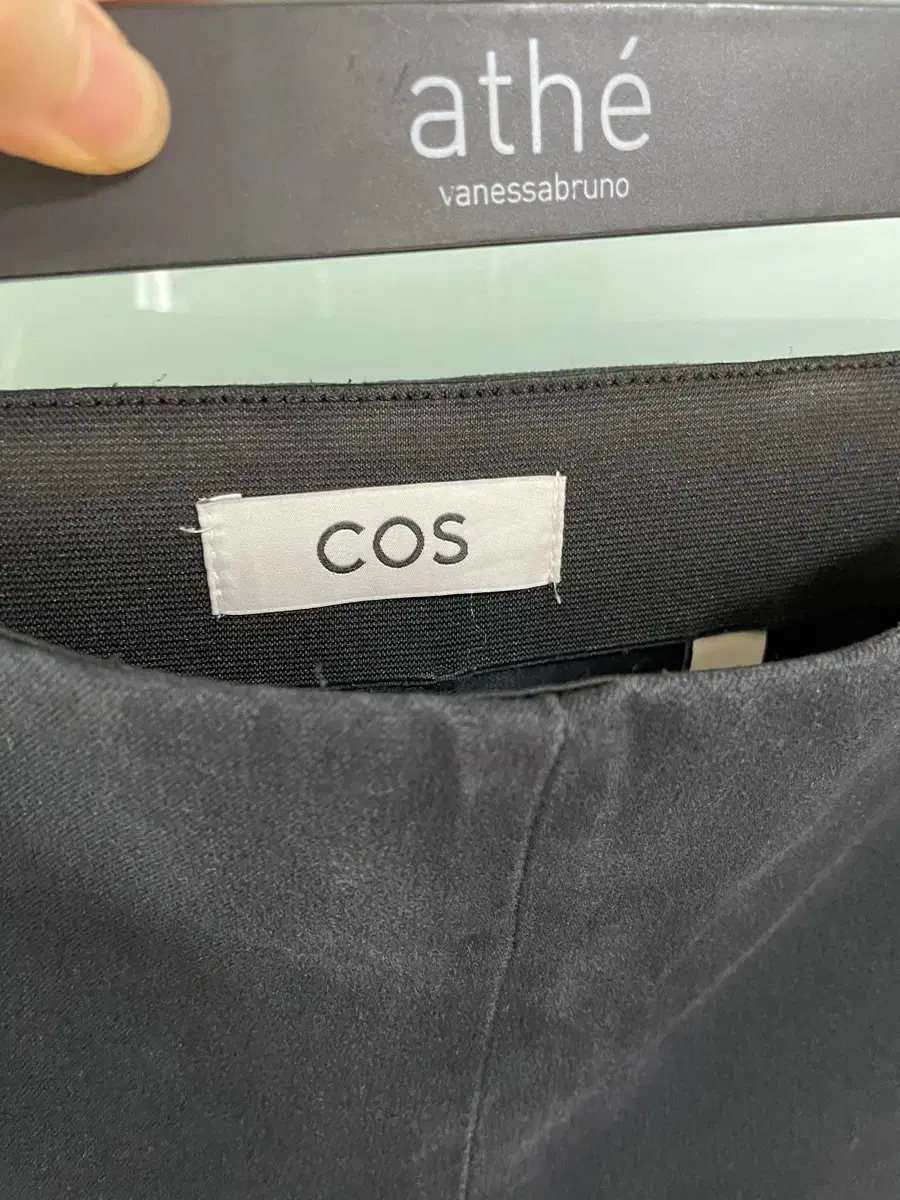 athé
vanessabruno
COS